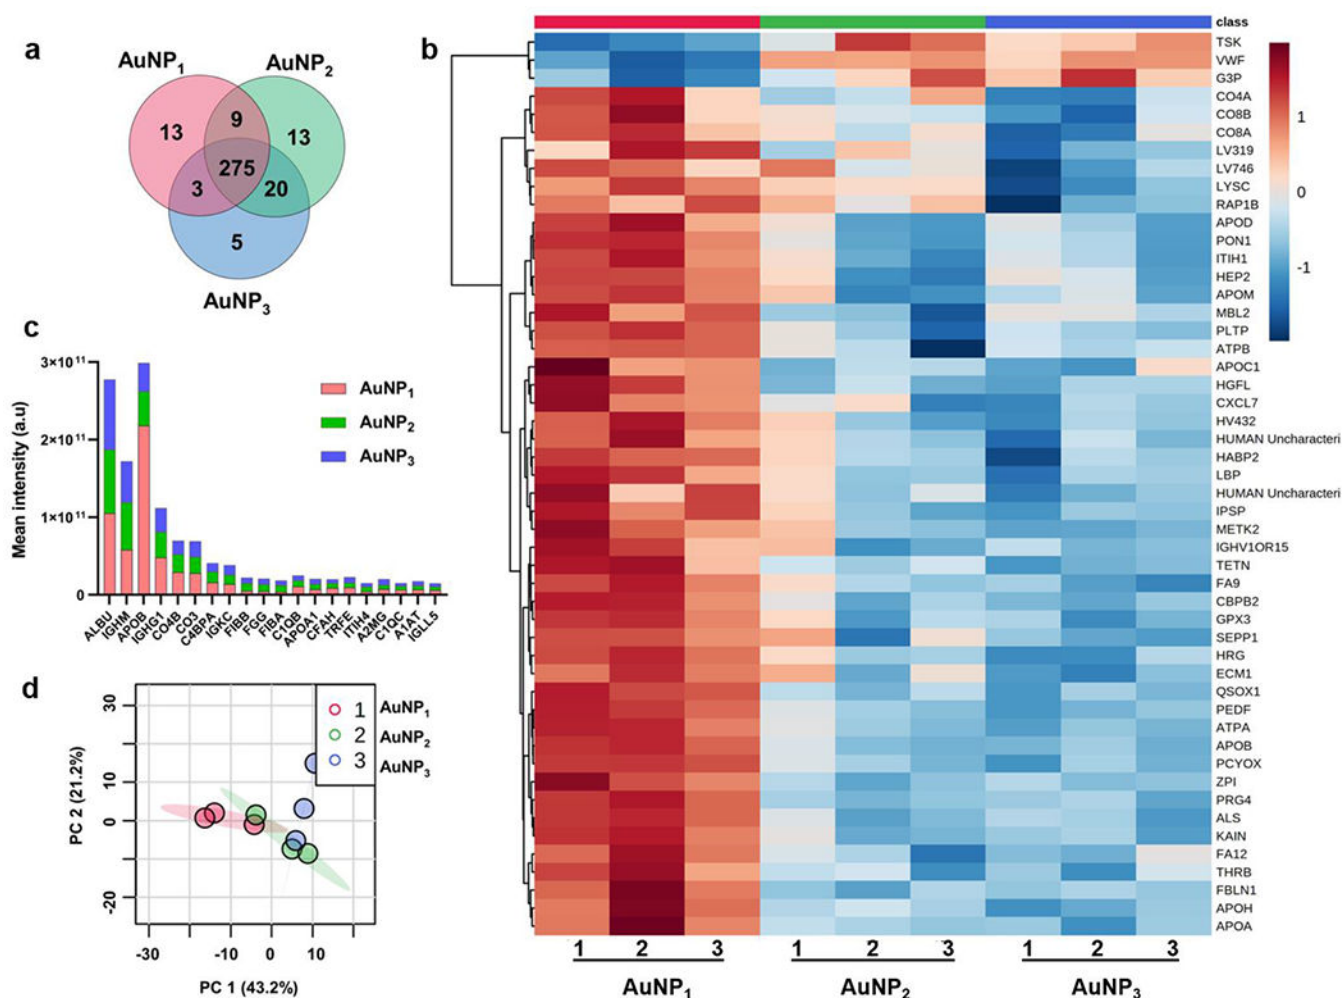 a
AuNP1
AuNP2
13
9
13
275
3
20
5
AuNP3
b
class
TSK
VWF
G3P
CO4A
CO8B
CO8A
LV319
LV746
LYSC
RAP1B
APOD
PON1
ITIH1
HEP2
APOM
MBL2
PLTP
ATPB
APOC1
HGFL
CXCL7
HV432
HUMAN Uncharacteri
HABP2
LBP
HUMAN Uncharacteri
IPSP
METK2
IGHV1OR15
TETN
FA9
CBPB2
GPX3
SEPP1
HRG
ECM1
QSOX1
PEDF
ATPA
APOB
PCYOX
ZPI
PRG4
ALS
KAIN
FA12
THRB
FBLN1
APOH
APOA
1 2 3 1 2 3 1 2 3
AuNP1 AuNP2 AuNP3
1
0
-1
c
Mean intensity (a.u)
3×10^11
2×10^11
1×10^11
0
AuNP1
AuNP2
AuNP3
ALBU
IGHM
APOB
IGHG1
CO4B
CO3
C4BPA
IGKC
FIBB
FGG
FIBA
C1QB
APOA1
CFAH
TRFE
ITIH4
A2MG
C1QC
A1AT
IGLL5
d
PC 2 (21.2%)
30
10
0
-20
1 AuNP1
2 AuNP2
3 AuNP3
-30 -10 0 10
PC 1 (43.2%)